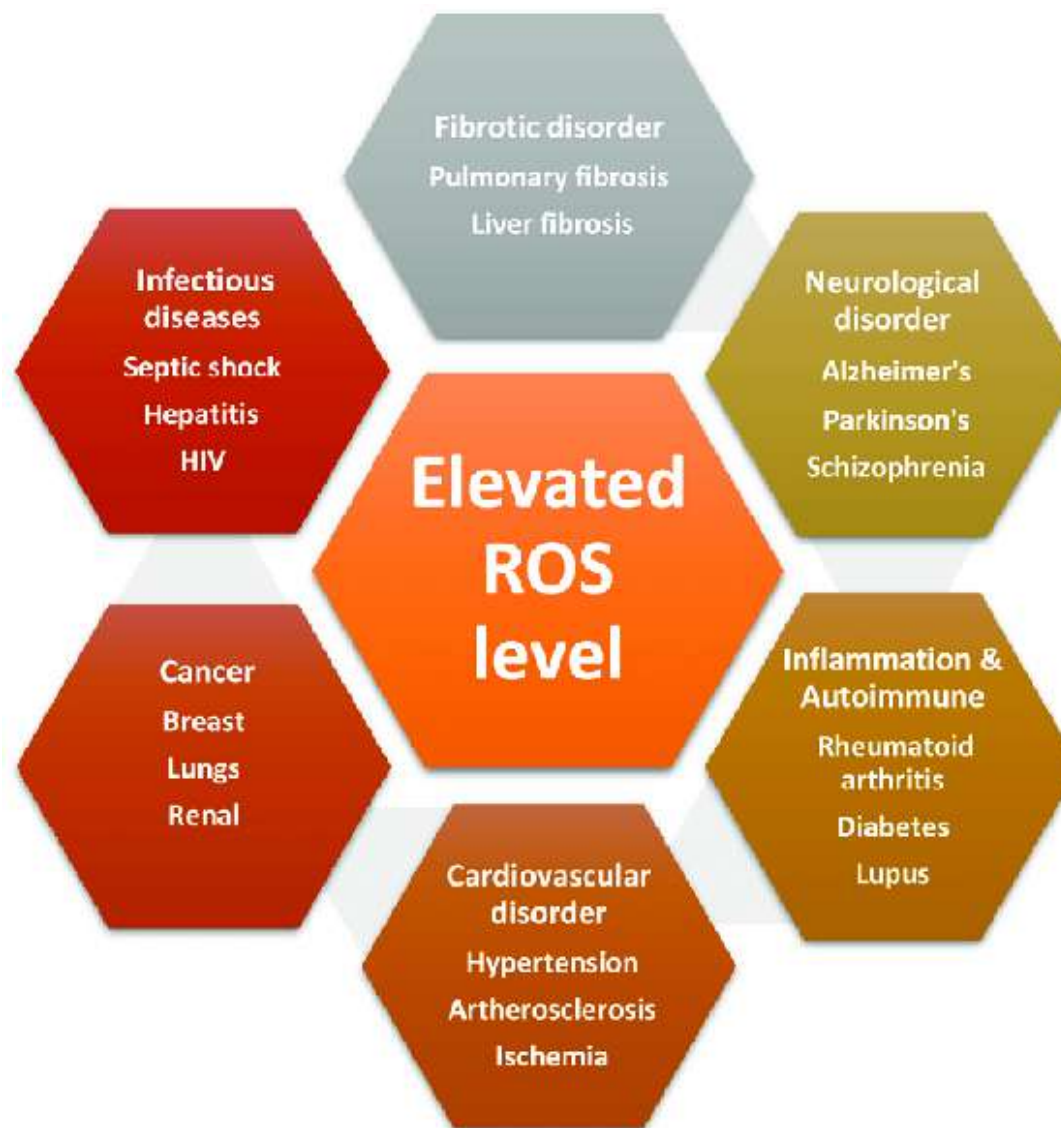 Fibrotic disorder
Pulmonary fibrosis
Liver fibrosis
Neurological
disorder
Alzheimer's
Parkinson's
Schizophrenia
Inflammation &
Autoimmune
Rheumatoid
arthritis
Diabetes
Lupus
Cardiovascular
disorder
Hypertension
Artherosclerosis
Ischemia
Cancer
Breast
Lungs
Renal
Infectious
diseases
Septic shock
Hepatitis
HIV
Elevated
ROS
level